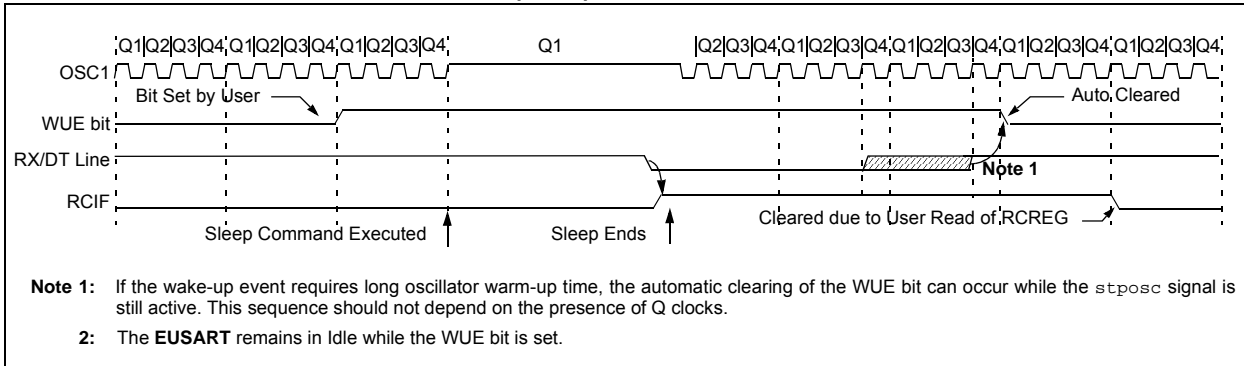 Q1|Q2|Q3|Q4 Q1|Q2|Q3|Q4 Q1|Q2|Q3|Q4 Q1 |Q2|Q3|Q4 Q1|Q2|Q3|Q4 Q1|Q2|Q3|Q4 Q1|Q2|Q3|Q4 Q1|Q2|Q3|Q4
OSC1
Bit Set by User Auto Cleared
WUE bit
RX/DT Line
Note 1
RCIF
Cleared due to User Read of RCREG
Sleep Command Executed Sleep Ends
Note 1: If the wake-up event requires long oscillator warm-up time, the automatic clearing of the WUE bit can occur while the stposc signal is
still active. This sequence should not depend on the presence of Q clocks.
2: The EUSART remains in Idle while the WUE bit is set.